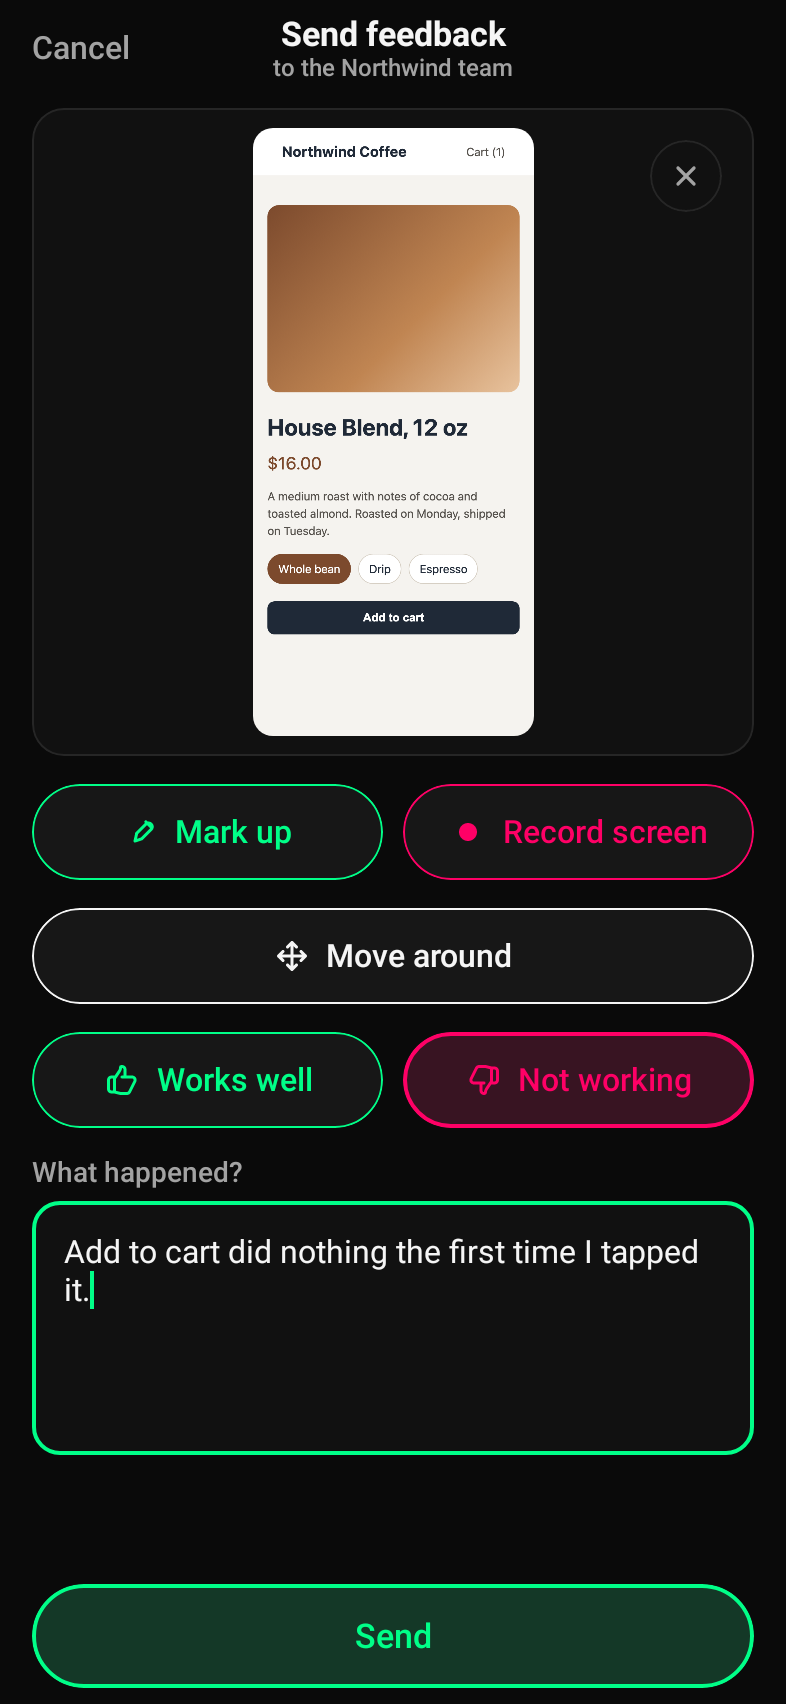 Cancel
Send feedback
to the Northwind team
Northwind Coffee
Cart (1)
House Blend, 12 oz
$16.00
A medium roast with notes of cocoa and
toasted almond. Roasted on Monday, shipped
on Tuesday.
Whole bean
Drip
Espresso
Add to cart
Mark up
Record screen
Move around
Works well
Not working
What happened?
Add to cart did nothing the first time I tapped
it.
Send